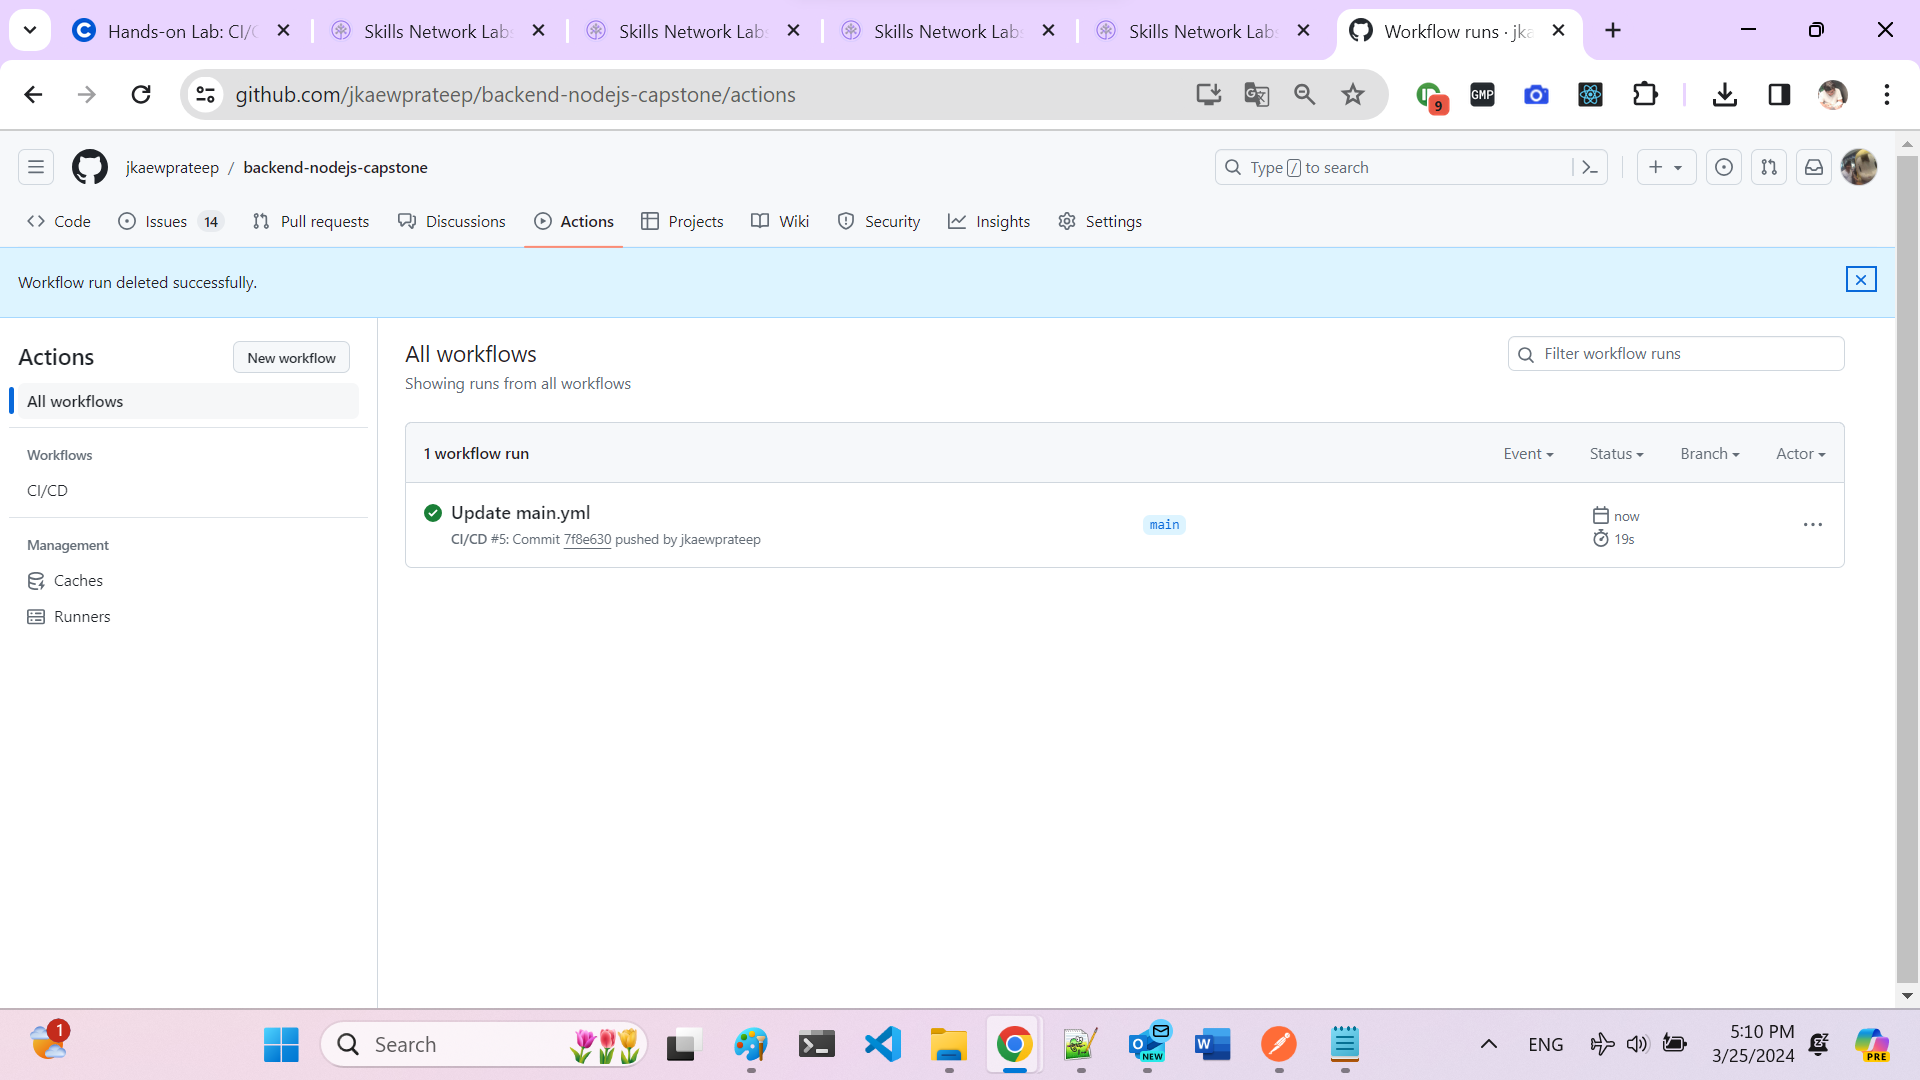 Hands-on Lab: CI/C
Skills Network Labs
Skills Network Labs
Skills Network Labs
Skills Network Labs
Workflow runs · jka
github.com/jkaewprateep/backend-nodejs-capstone/actions
9
GMP
jkaewprateep / backend-nodejs-capstone
Type / to search
Code
Issues 14
Pull requests
Discussions
Actions
Projects
Wiki
Security
Insights
Settings
Workflow run deleted successfully.
Actions
New workflow
All workflows
Workflows
CI/CD
Management
Caches
Runners
All workflows
Showing runs from all workflows
Filter workflow runs
1 workflow run
Event
Status
Branch
Actor
Update main.yml
CI/CD #5: Commit 7f8e630 pushed by jkaewprateep
main
now
19s
1
Search
NEW
ENG
5:10 PM
3/25/2024
PRE